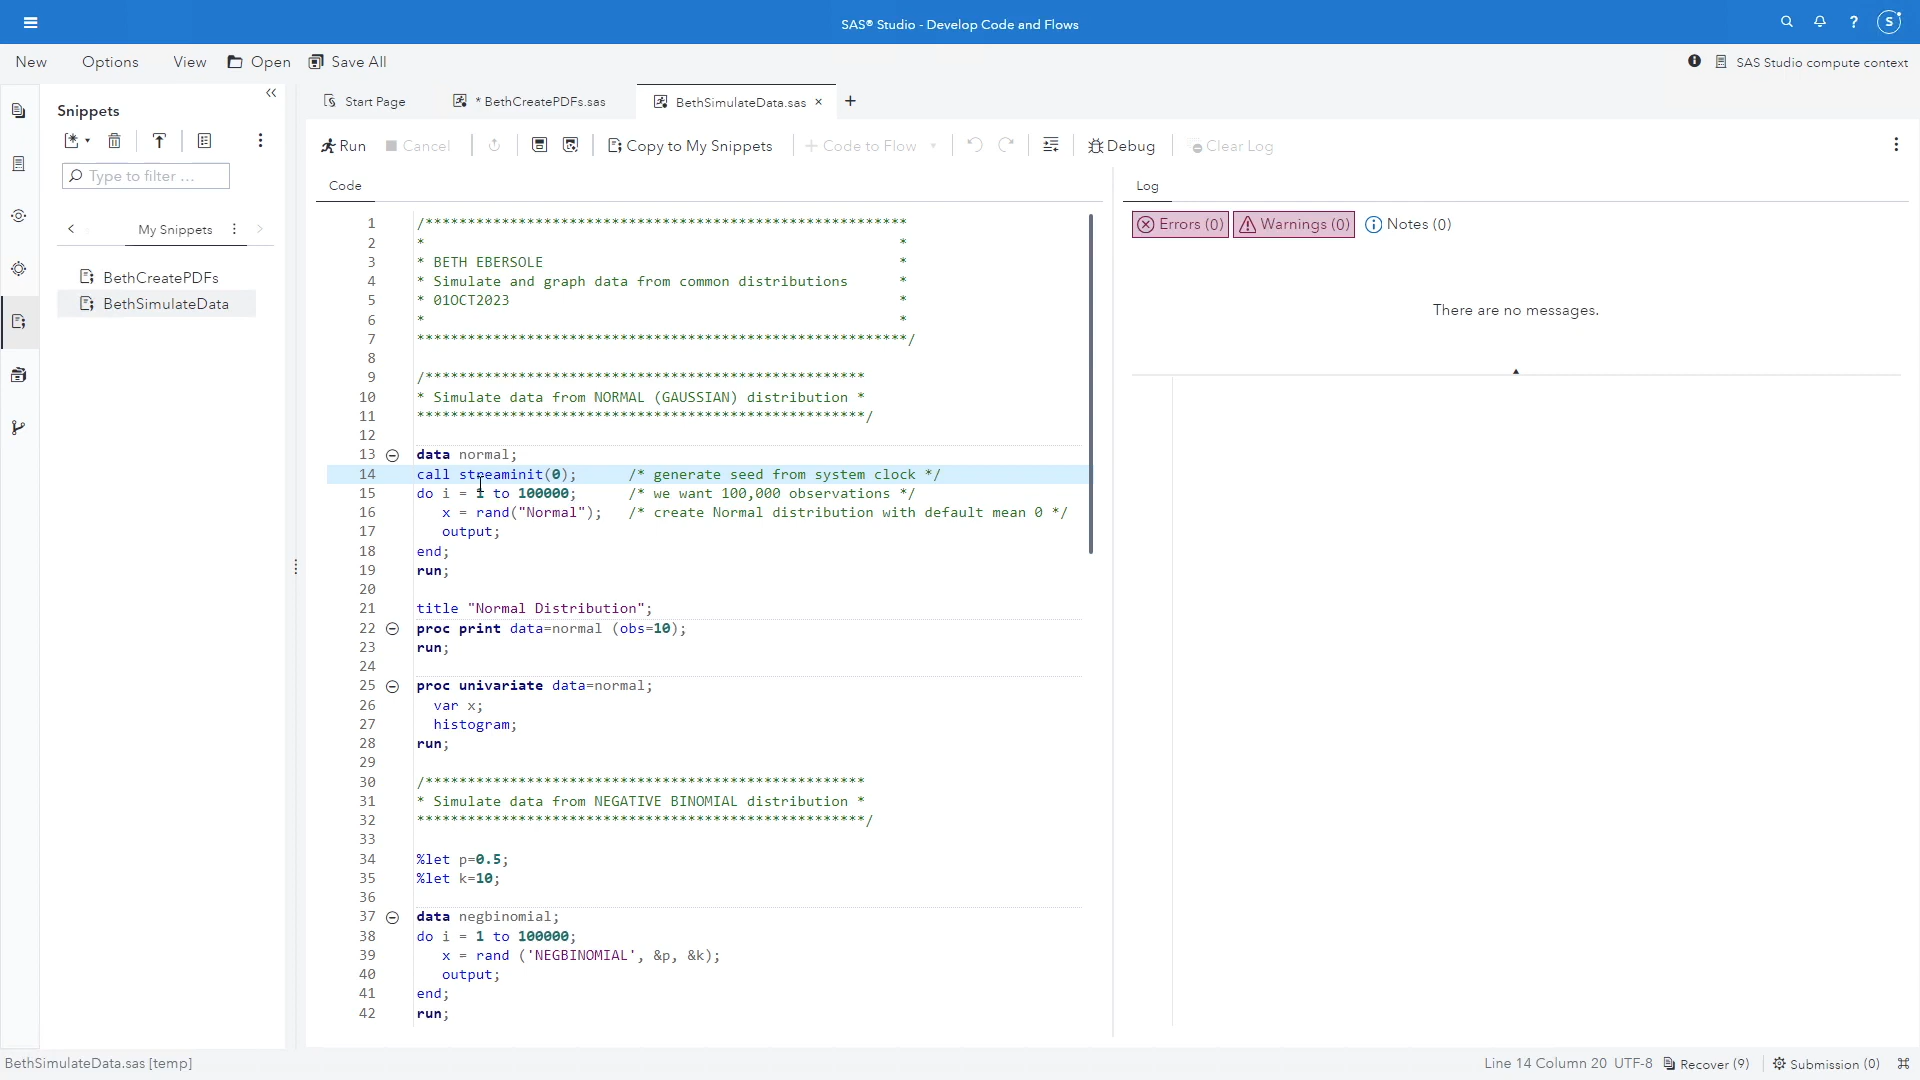 SAS® Studio - Develop Code and Flows
S
New Options View Open Save All
SAS Studio compute context
Snippets
Type to filter ...
My Snippets
BethCreatePDFs
BethSimulateData
Start Page
* BethCreatePDFs.sas
BethSimulateData.sas
Run Cancel Copy to My Snippets Code to Flow Debug Clear Log
Code
1 /*********************************************************
2 * *
3 * BETH EBERSOLE *
4 * Simulate and graph data from common distributions *
5 * 01OCT2023 *
6 * *
7 **********************************************************/
8
9 /****************************************************
10 * Simulate data from NORMAL (GAUSSIAN) distribution *
11 *****************************************************/
12
13 data normal;
14 call streaminit(0); /* generate seed from system clock */
15 do i = 1 to 100000; /* we want 100,000 observations */
16 x = rand("Normal"); /* create Normal distribution with default mean 0 */
17 output;
18 end;
19 run;
20
21 title "Normal Distribution";
22 proc print data=normal (obs=10);
23 run;
24
25 proc univariate data=normal;
26 var x;
27 histogram;
28 run;
29
30 /****************************************************
31 * Simulate data from NEGATIVE BINOMIAL distribution *
32 *****************************************************/
33
34 %let p=0.5;
35 %let k=10;
36
37 data negbinomial;
38 do i = 1 to 100000;
39 x = rand ('NEGBINOMIAL', &p, &k);
40 output;
41 end;
42 run;
Log
Errors (0) Warnings (0) Notes (0)
There are no messages.
BethSimulateData.sas [temp]
Line 14 Column 20 UTF-8 Recover (9) Submission (0)